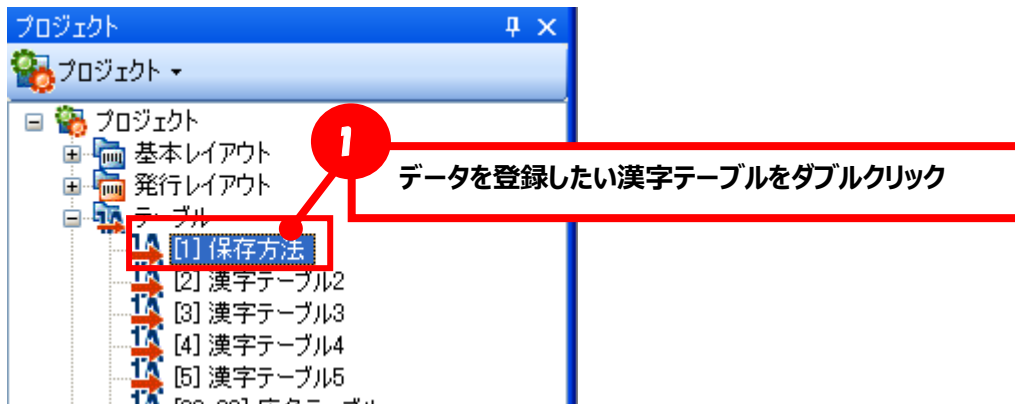 プロジェクト
プロジェクト
プロジェクト
基本レイアウト
発行レイアウト
テーブル
[1] 保存方法
[2] 漢字テーブル2
[3] 漢字テーブル3
[4] 漢字テーブル4
[5] 漢字テーブル5
1
データを登録したい漢字テーブルをダブルクリック